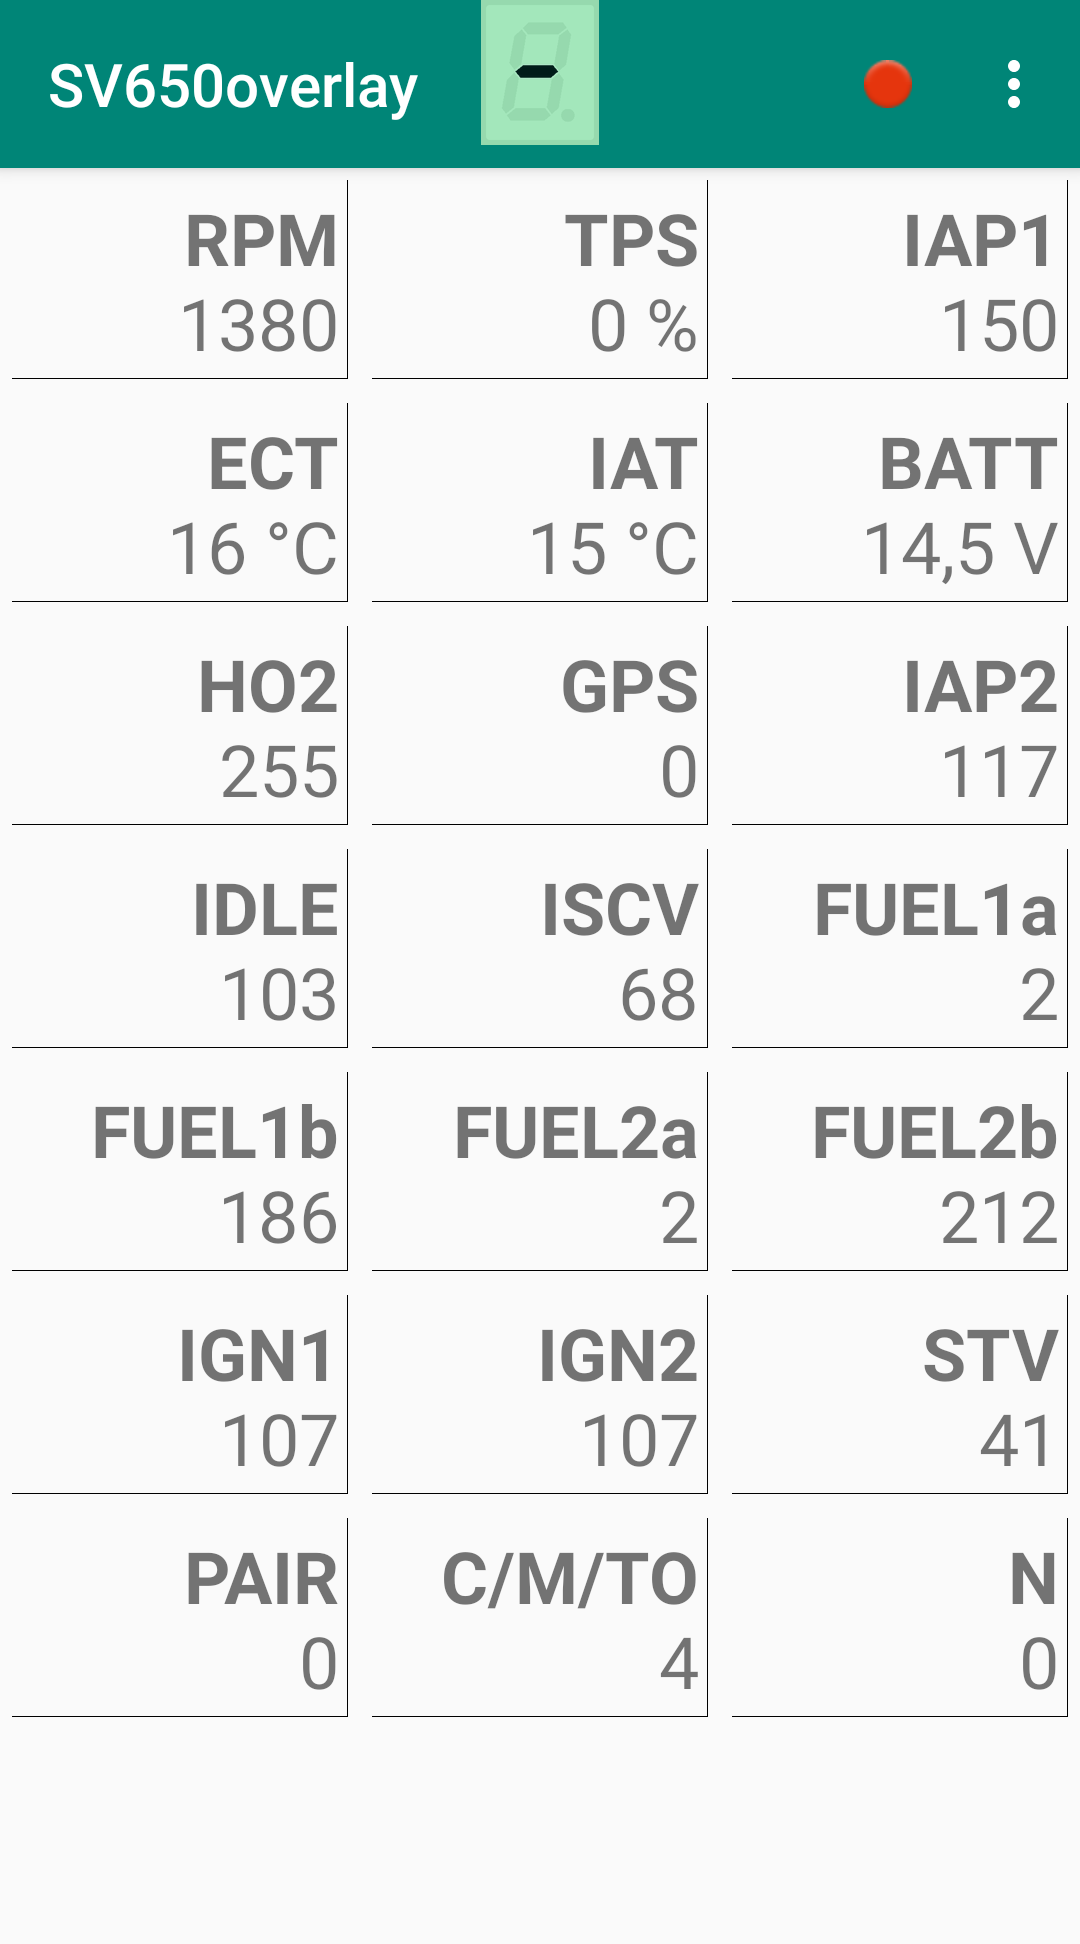 SV650overlay
-
RPM TPS IAP1
1380 0 % 150
ECT IAT BATT
16 °C 15 °C 14,5 V
HO2 GPS IAP2
255 0 117
IDLE ISCV FUEL1a
103 68 2
FUEL1b FUEL2a FUEL2b
186 2 212
IGN1 IGN2 STV
107 107 41
PAIR C/M/TO N
0 4 0